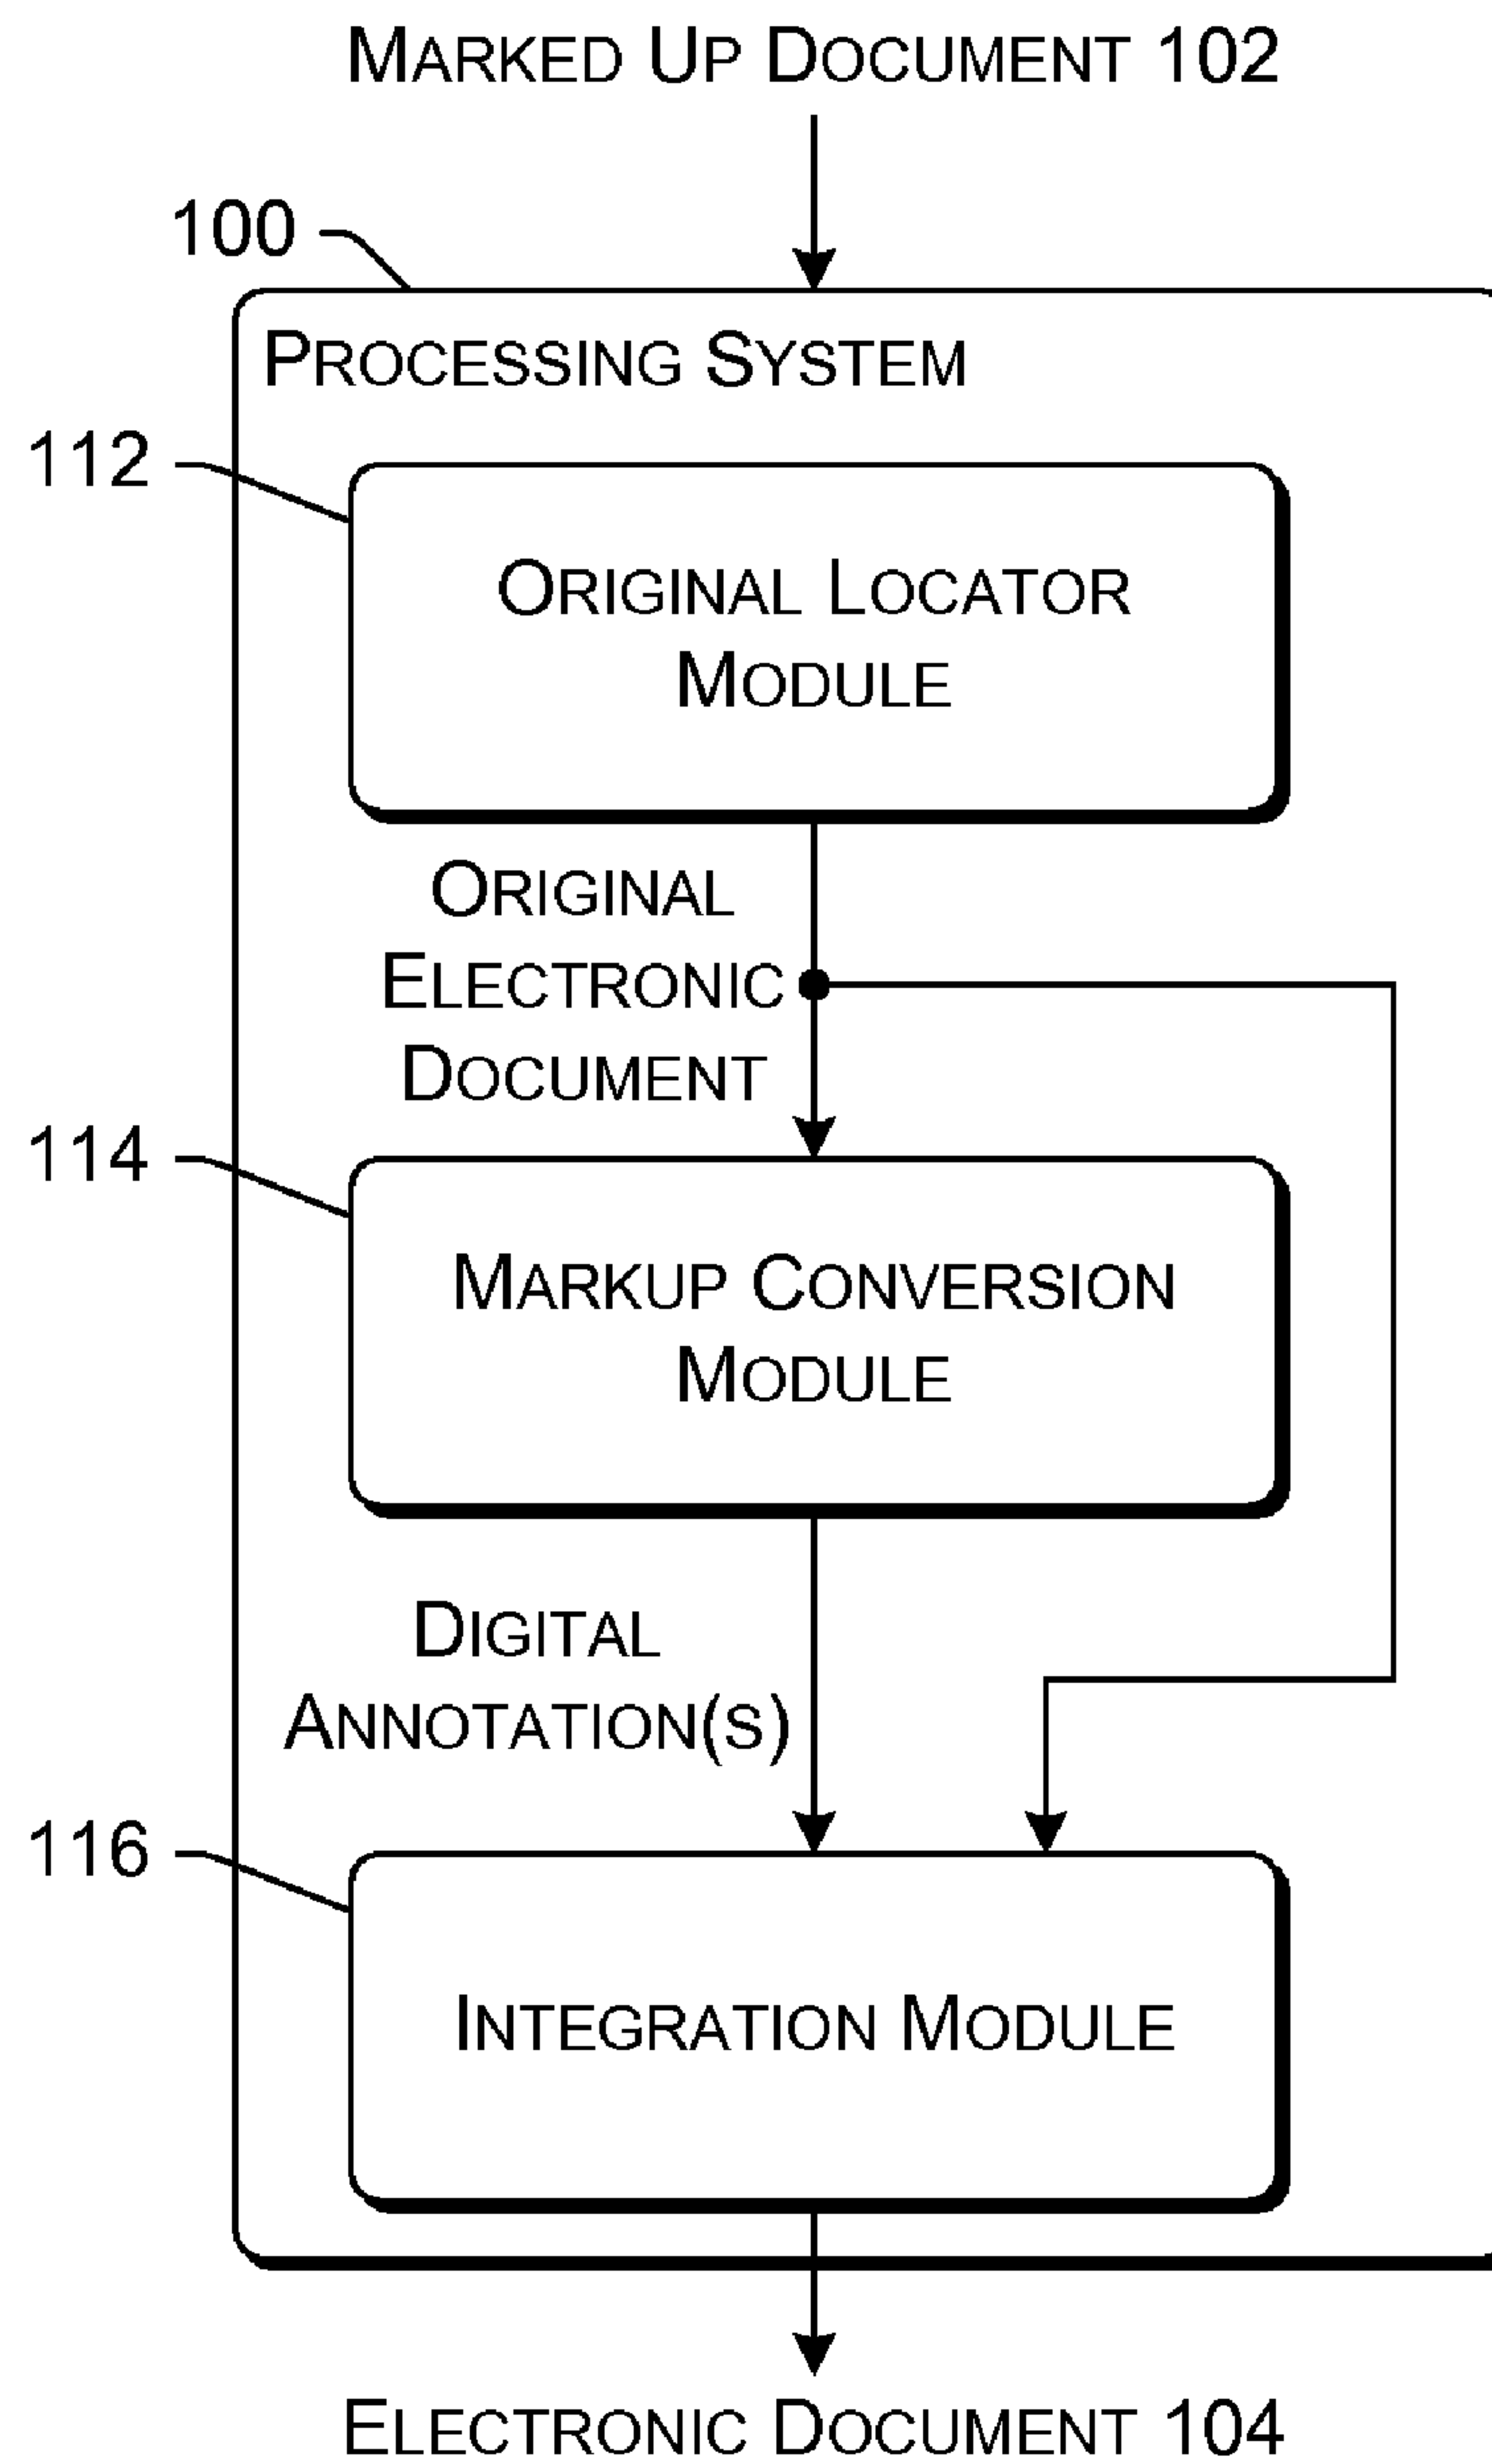 MARKED UP DOCUMENT 102
100
PROCESSING SYSTEM
112
ORIGINAL LOCATOR
MODULE
ORIGINAL
ELECTRONIC
DOCUMENT
114
MARKUP CONVERSION
MODULE
DIGITAL
ANNOTATION(S)
116
INTEGRATION MODULE
ELECTRONIC DOCUMENT 104